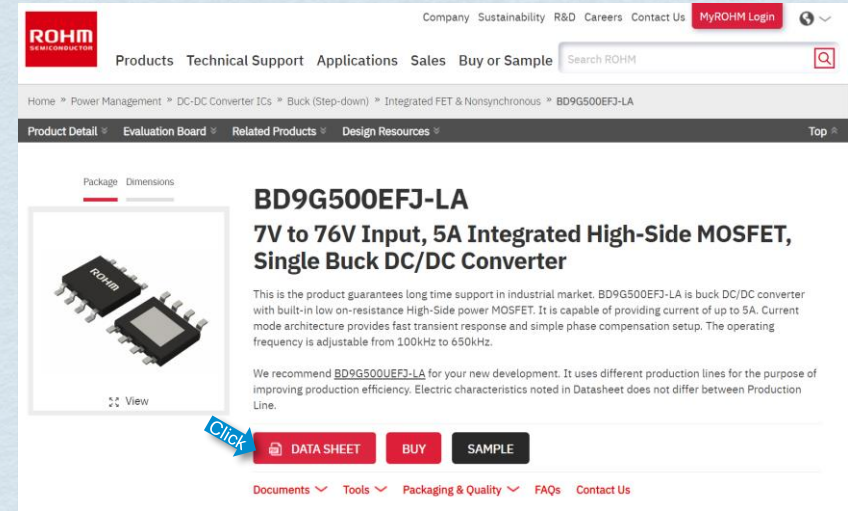 Company Sustainability R&D Careers Contact Us MyROHM Login
ROHM
SEMICONDUCTOR
Products Technical Support Applications Sales Buy or Sample Search ROHM
Home » Power Management » DC-DC Converter ICs » Buck (Step-down) » Integrated FET & Nonsynchronous » BD9G500EFJ-LA
Product Detail Evaluation Board Related Products Design Resources Top
Package Dimensions
BD9G500EFJ-LA
7V to 76V Input, 5A Integrated High-Side MOSFET,
Single Buck DC/DC Converter
ROHM
This is the product guarantees long time support in industrial market. BD9G500EFJ-LA is buck DC/DC converter
with built-in low on-resistance High-Side power MOSFET. It is capable of providing current of up to 5A. Current
mode architecture provides fast transient response and simple phase compensation setup. The operating
frequency is adjustable from 100kHz to 650kHz.
We recommend BD9G500UEFJ-LA for your new development. It uses different production lines for the purpose of
improving production efficiency. Electric characteristics noted in Datasheet does not differ between Production
Line.
View
Click
DATA SHEET BUY SAMPLE
Documents Tools Packaging & Quality FAQs Contact Us